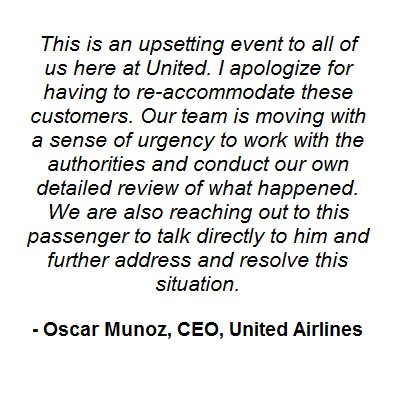 This is an upsetting event to all of
us here at United. I apologize for
having to re-accommodate these
customers. Our team is moving with
a sense of urgency to work with the
authorities and conduct our own
detailed review of what happened.
We are also reaching out to this
passenger to talk directly to him and
further address and resolve this
situation.
- Oscar Munoz, CEO, United Airlines